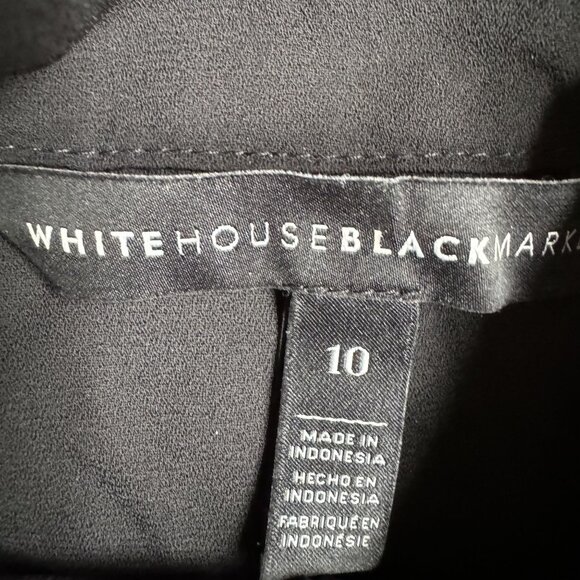 WHITEHOUSEBLACKMARK
10
MADE IN
INDONESIA
HECHO EN
INDONESIA
FABRIQUÉ EN
INDONÉSIE